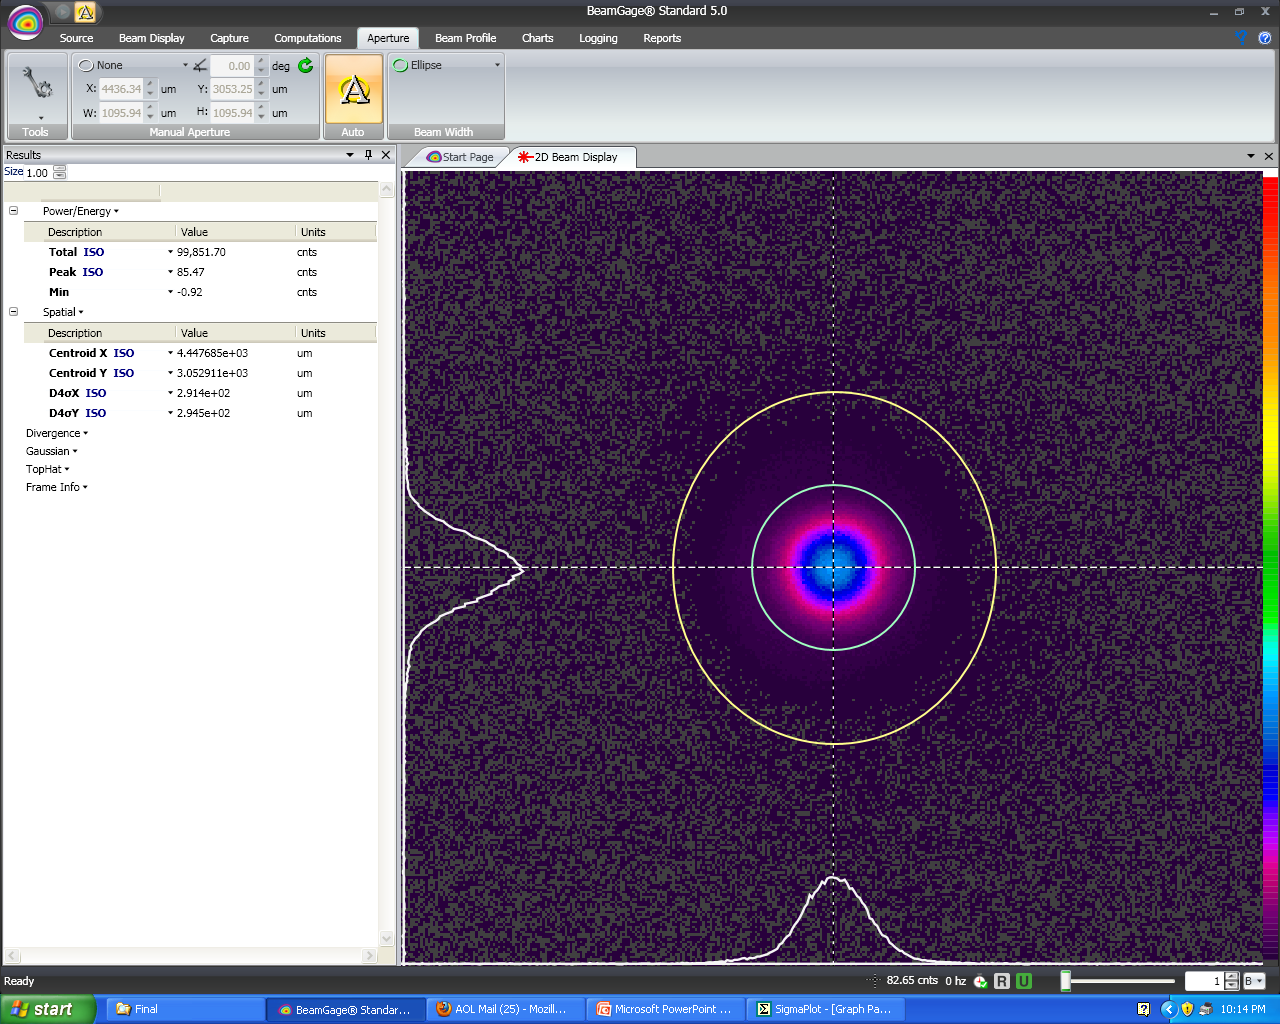 BeamGage® Standard 5.0
Source Beam Display Capture Computations Aperture Beam Profile Charts Logging Reports
None 0.00 deg Ellipse
X: 4436.34 um Y: 3053.25 um
W: 1095.94 um H: 1095.94 um
Tools Manual Aperture Auto Beam Width
Results
Start Page 2D Beam Display
Size 1.00
Power/Energy
Description Value Units
Total ISO 99,851.70 cnts
Peak ISO 85.47 cnts
Min -0.92 cnts
Spatial
Description Value Units
Centroid X ISO 4.447685e+03 um
Centroid Y ISO 3.052911e+03 um
D4σX ISO 2.914e+02 um
D4σY ISO 2.945e+02 um
Divergence
Gaussian
TopHat
Frame Info
Ready 82.65 cnts 0 hz R U 1 B
start Final BeamGage® Standar... AOL Mail (25) - Mozill... Microsoft PowerPoint ... SigmaPlot - [Graph Pa... 10:14 PM